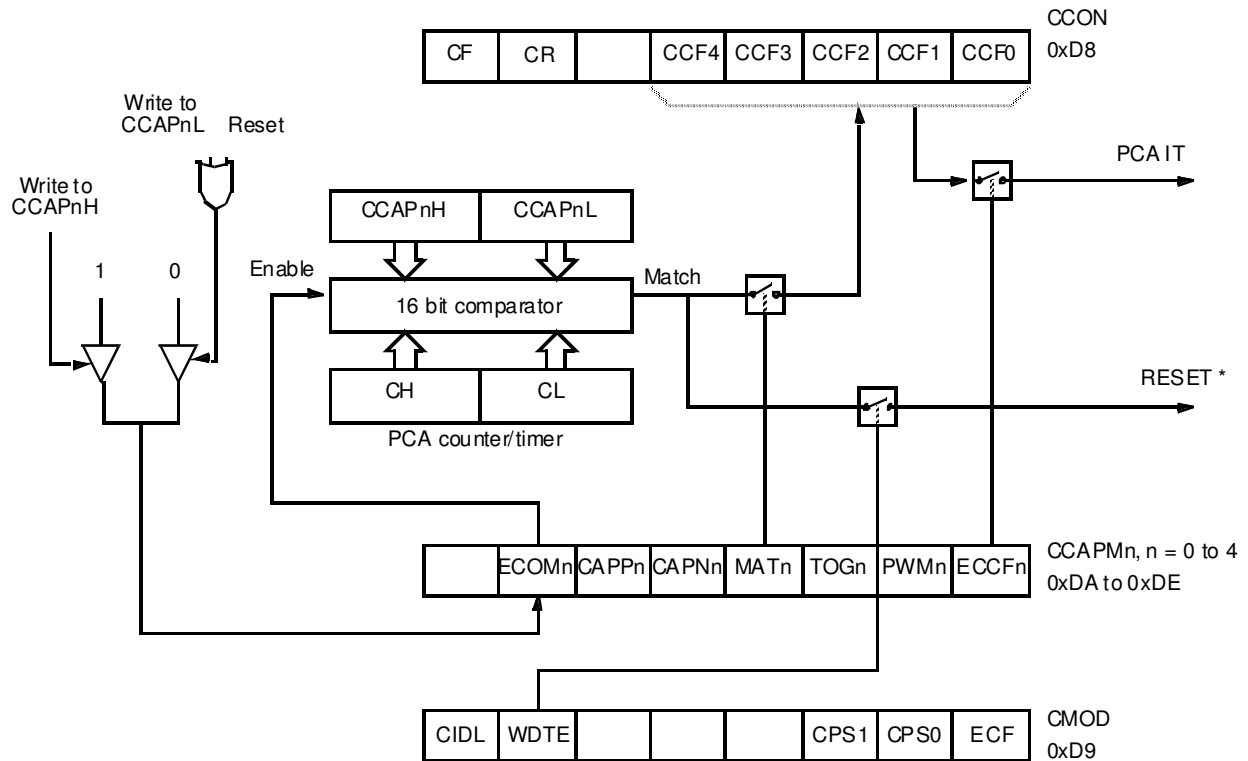 CCON
0xD8
CF CR CCF4 CCF3 CCF2 CCF1 CCF0
Write to
CCAPnL Reset
Write to
CCAPnH
1 0
PCA IT
CCAPnH CCAPnL
Enable
Match
16 bit comparator
CH CL
PCA counter/timer
RESET *
ECOMn CAPPn CAPNn MATn TOGn PWMn ECCFn
CCAPMn, n = 0 to 4
0xDA to 0xDE
CIDL WDTE CPS1 CPS0 ECF
CMOD
0xD9